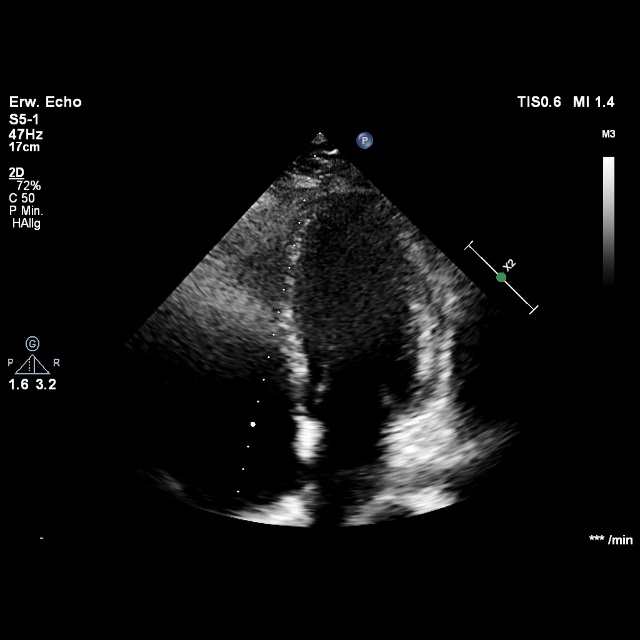 Erw. Echo
TIS0.6 MI 1.4
S5-1
47Hz
17cm
M3
P
2D
72%
C 50
P Min.
HAllg
X2
G
P R
1.6 3.2
*** /min